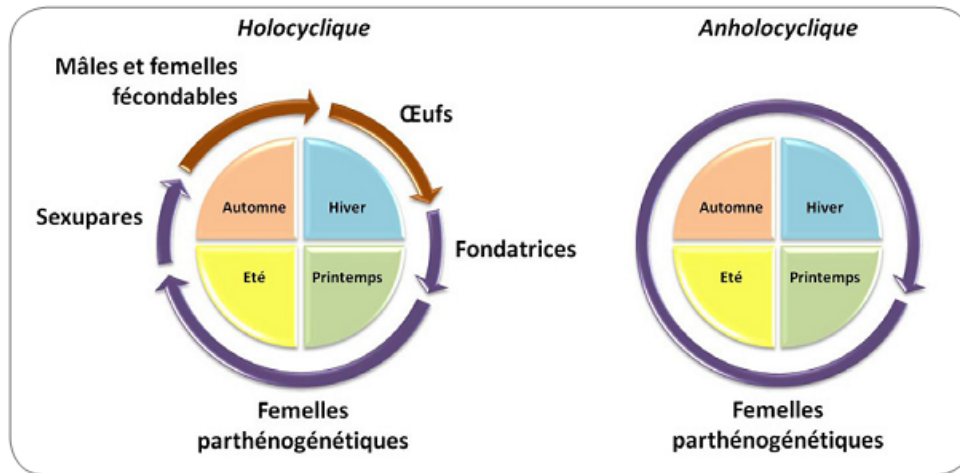 Holocyclique
Mâles et femelles
fécondables
Œufs
Sexupares
Automne
Hiver
Fondatrices
Eté
Printemps
Femelles
parthénogénétiques
Anholocyclique
Automne
Hiver
Eté
Printemps
Femelles
parthénogénétiques